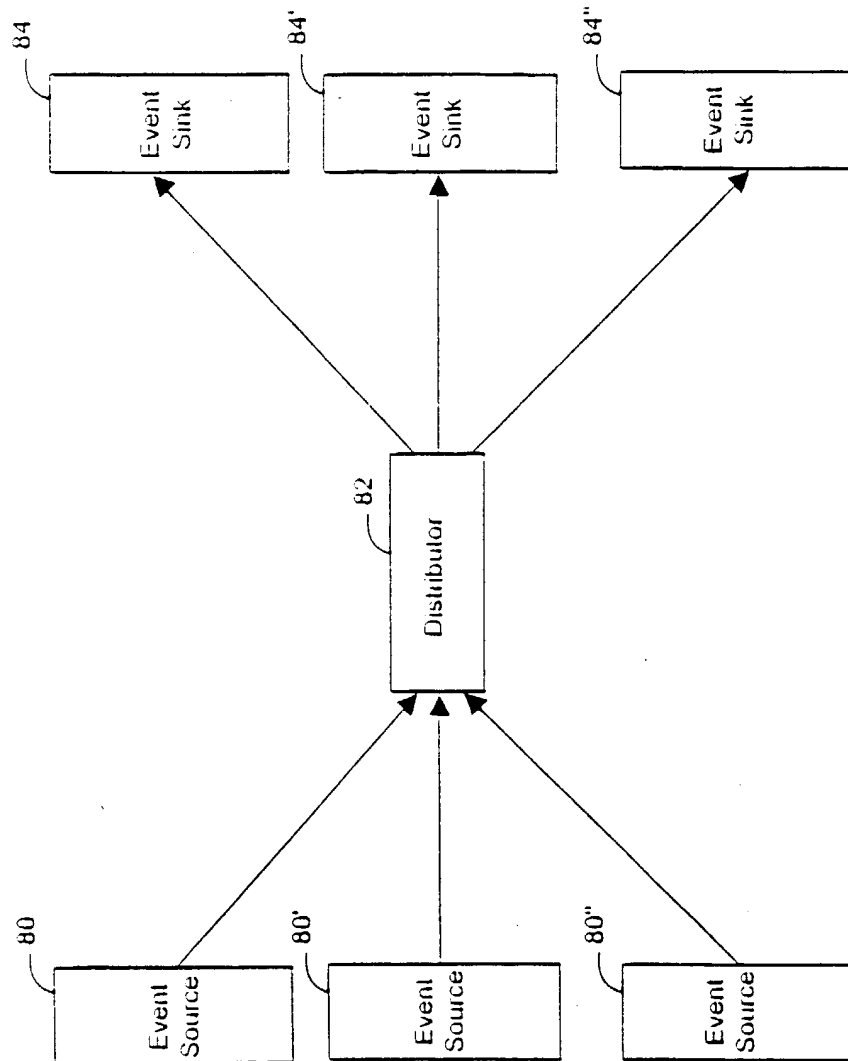 80
Event
Source
80'
Event
Source
80"
Event
Source
82
Distributor
84
Event
Sink
84'
Event
Sink
84"
Event
Sink